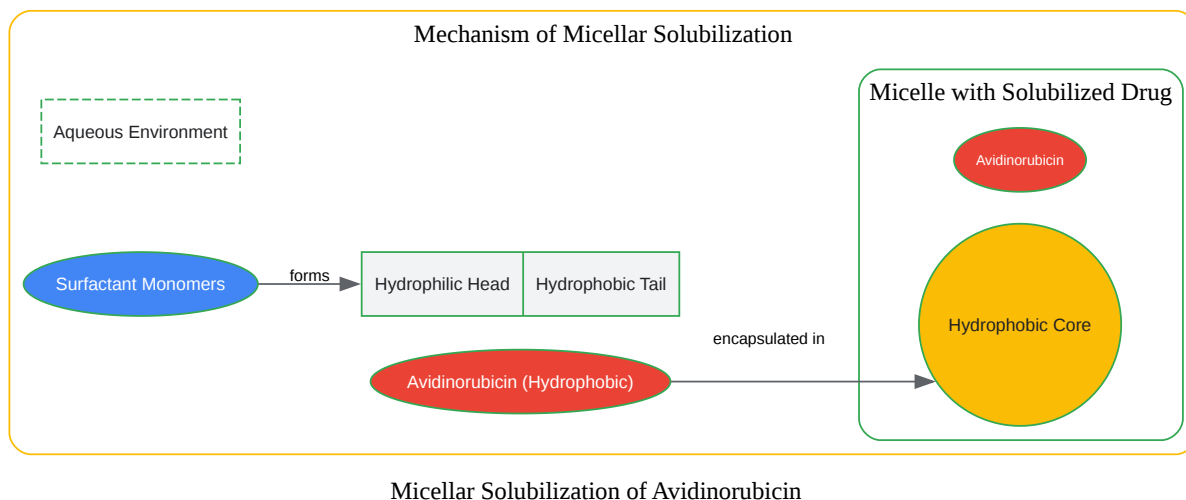 Mechanism of Micellar Solubilization
Micelle with Solubilized Drug
Aqueous Environment
Avidinorubicin
Surfactant Monomers
forms
Hydrophilic Head
Hydrophobic Tail
Hydrophobic Core
encapsulated in
Avidinorubicin (Hydrophobic)
Micellar Solubilization of Avidinorubicin